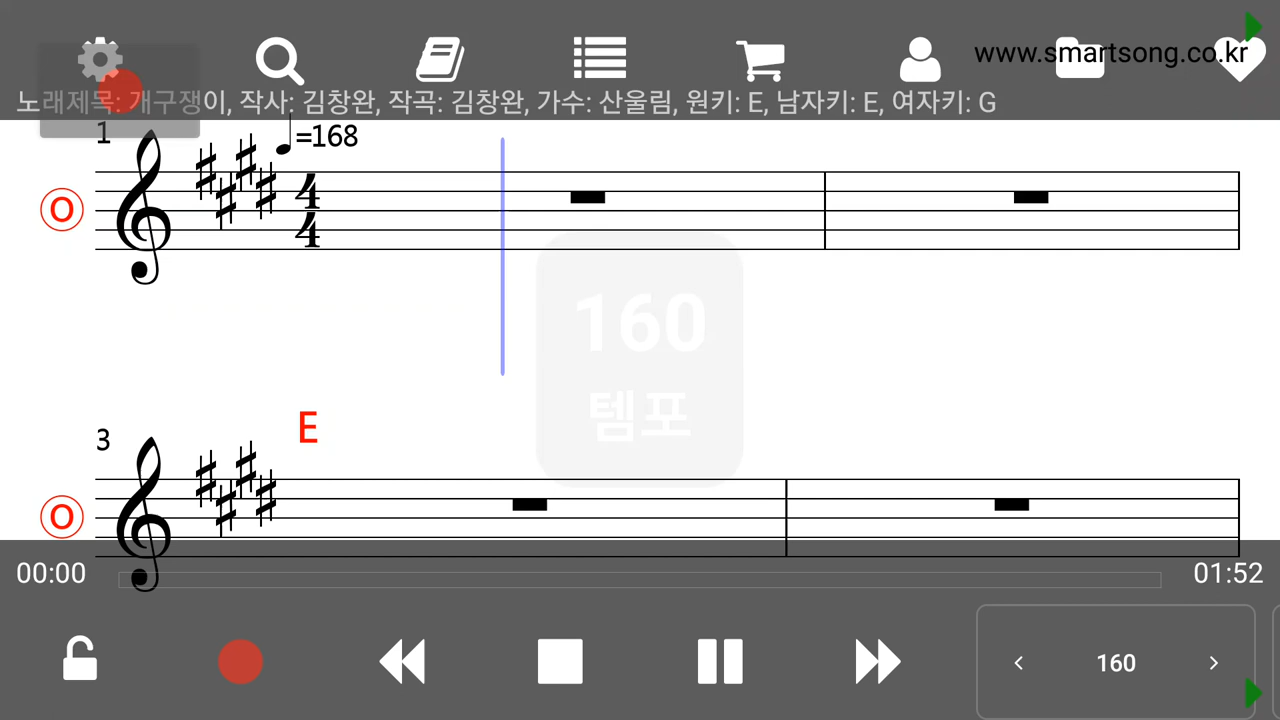 www.smartsong.co.kr
노래제목: 개구쟁이, 작사: 김창완, 작곡: 김창완, 가수: 산울림, 원키: E, 남자키: E, 여자키: G
1
=168
O
4
4
160
템포
E
3
O
00:00
01:52
160